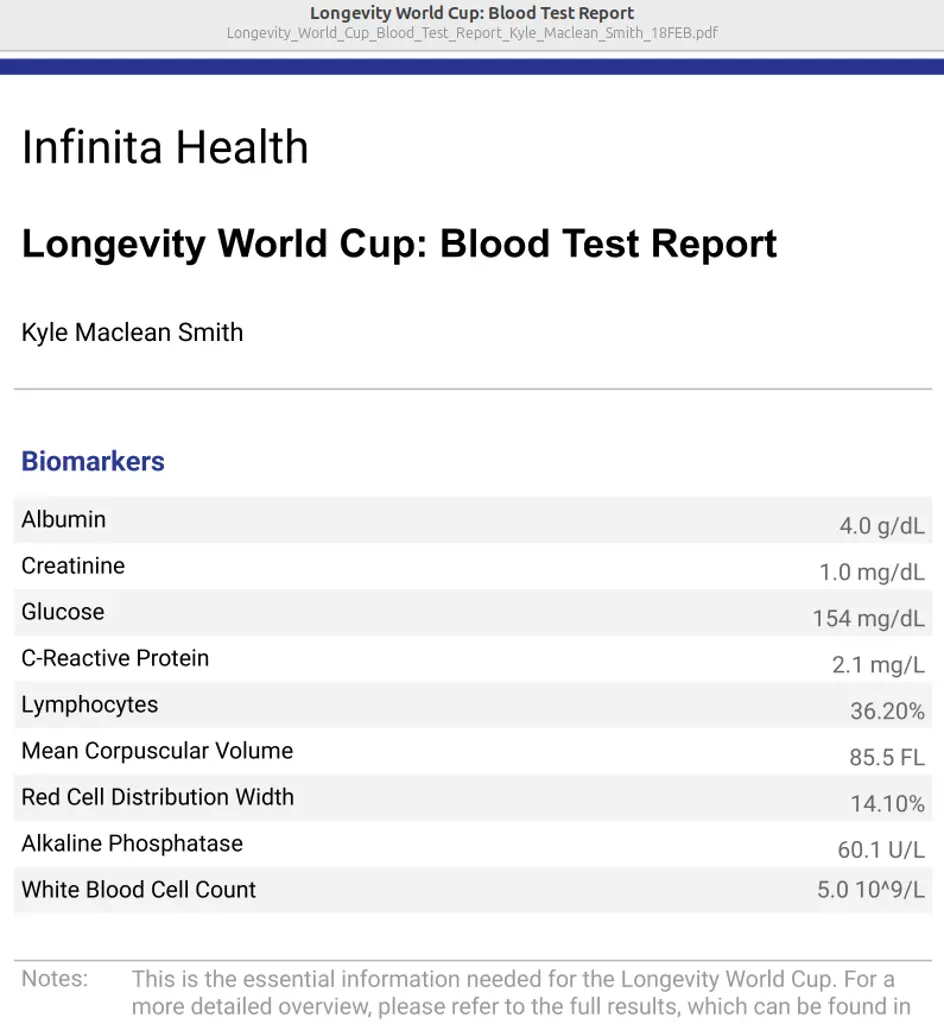 Longevity World Cup: Blood Test Report
Longevity_World_Cup_Blood_Test_Report_Kyle_Maclean_Smith_18FEB.pdf
Infinita Health
Longevity World Cup: Blood Test Report
Kyle Maclean Smith
Biomarkers
Albumin 4.0 g/dL
Creatinine 1.0 mg/dL
Glucose 154 mg/dL
C-Reactive Protein 2.1 mg/L
Lymphocytes 36.20%
Mean Corpuscular Volume 85.5 FL
Red Cell Distribution Width 14.10%
Alkaline Phosphatase 60.1 U/L
White Blood Cell Count 5.0 10^9/L
Notes: This is the essential information needed for the Longevity World Cup. For a
more detailed overview, please refer to the full results, which can be found in